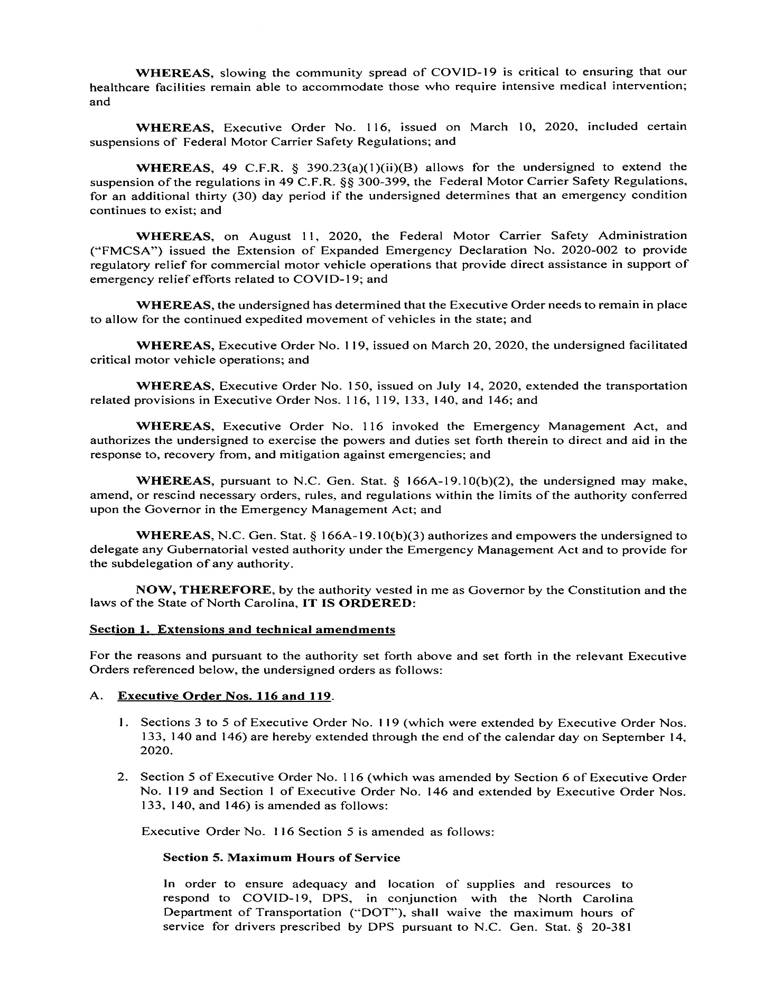 WHEREAS, slowing the community spread of COVID-19 is critical to ensuring that our
healthcare facilities remain able to accommodate those who require intensive medical intervention;
and
WHEREAS, Executive Order No. 116, issued on March 10, 2020, included certain
suspensions of Federal Motor Carrier Safety Regulations; and
WHEREAS, 49 C.F.R. § 390.23(a)(1)(ii)(B) allows for the undersigned to extend the
suspension of the regulations in 49 C.F.R. §§ 300-399, the Federal Motor Carrier Safety Regulations,
for an additional thirty (30) day period if the undersigned determines that an emergency condition
continues to exist; and
WHEREAS, on August 11, 2020, the Federal Motor Carrier Safety Administration
(“FMCSA”) issued the Extension of Expanded Emergency Declaration No. 2020-002 to provide
regulatory relief for commercial motor vehicle operations that provide direct assistance in support of
emergency relief efforts related to COVID-19; and
WHEREAS, the undersigned has determined that the Executive Order needs to remain in place
to allow for the continued expedited movement of vehicles in the state; and
WHEREAS, Executive Order No. 119, issued on March 20, 2020, the undersigned facilitated
critical motor vehicle operations; and
WHEREAS, Executive Order No. 150, issued on July 14, 2020, extended the transportation
related provisions in Executive Order Nos. 116, 119, 133, 140, and 146; and
WHEREAS, Executive Order No. 116 invoked the Emergency Management Act, and
authorizes the undersigned to exercise the powers and duties set forth therein to direct and aid in the
response to, recovery from, and mitigation against emergencies; and
WHEREAS, pursuant to N.C. Gen. Stat. § 166A-19.10(b)(2), the undersigned may make,
amend, or rescind necessary orders, rules, and regulations within the limits of the authority conferred
upon the Governor in the Emergency Management Act; and
WHEREAS, N.C. Gen. Stat. § 166A-19.10(b)(3) authorizes and empowers the undersigned to
delegate any Gubernatorial vested authority under the Emergency Management Act and to provide for
the subdelegation of any authority.
NOW, THEREFORE, by the authority vested in me as Governor by the Constitution and the
laws of the State of North Carolina, IT IS ORDERED:
Section 1. Extensions and technical amendments
For the reasons and pursuant to the authority set forth above and set forth in the relevant Executive
Orders referenced below, the undersigned orders as follows:
A. Executive Order Nos. 116 and 119.
1. Sections 3 to 5 of Executive Order No. 119 (which were extended by Executive Order Nos.
133, 140 and 146) are hereby extended through the end of the calendar day on September 14,
2020.
2. Section 5 of Executive Order No. 116 (which was amended by Section 6 of Executive Order
No. 119 and Section 1 of Executive Order No. 146 and extended by Executive Order Nos.
133, 140, and 146) is amended as follows:
Executive Order No. 116 Section 5 is amended as follows:
Section 5. Maximum Hours of Service
In order to ensure adequacy and location of supplies and resources to
respond to COVID-19, DPS, in conjunction with the North Carolina
Department of Transportation (“DOT”), shall waive the maximum hours of
service for drivers prescribed by DPS pursuant to N.C. Gen. Stat. § 20-381